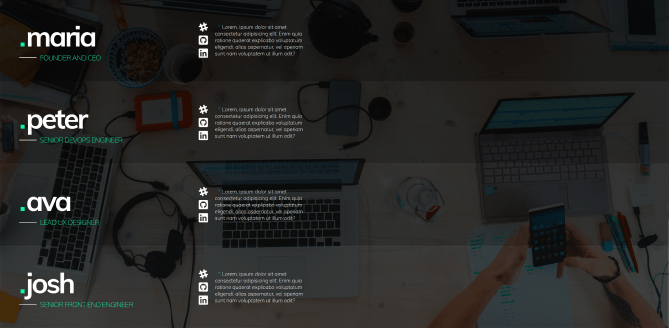 .maria
FOUNDER AND CEO
" Lorem, ipsum dolor sit amet
consectetur adipisicing elit. Enim quia
ratione quaerat explicabo voluptatum
eligendi, alias aspernatur, vel aperiam
sunt nam voluptatem ut illum odit?
.peter
SENIOR DEVOPS ENGINEER
" Lorem, ipsum dolor sit amet
consectetur adipisicing elit. Enim quia
ratione quaerat explicabo voluptatum
eligendi, alias aspernatur, vel aperiam
sunt nam voluptatem ut illum odit?
.ava
LEAD UX DESIGNER
" Lorem, ipsum dolor sit amet
consectetur adipisicing elit. Enim quia
ratione quaerat explicabo voluptatum
eligendi, alias aspernatur, vel aperiam
sunt nam voluptatem ut illum odit?
.josh
SENIOR FRONT END ENGINEER
" Lorem, ipsum dolor sit amet
consectetur adipisicing elit. Enim quia
ratione quaerat explicabo voluptatum
eligendi, alias aspernatur, vel aperiam
sunt nam voluptatem ut illum odit?